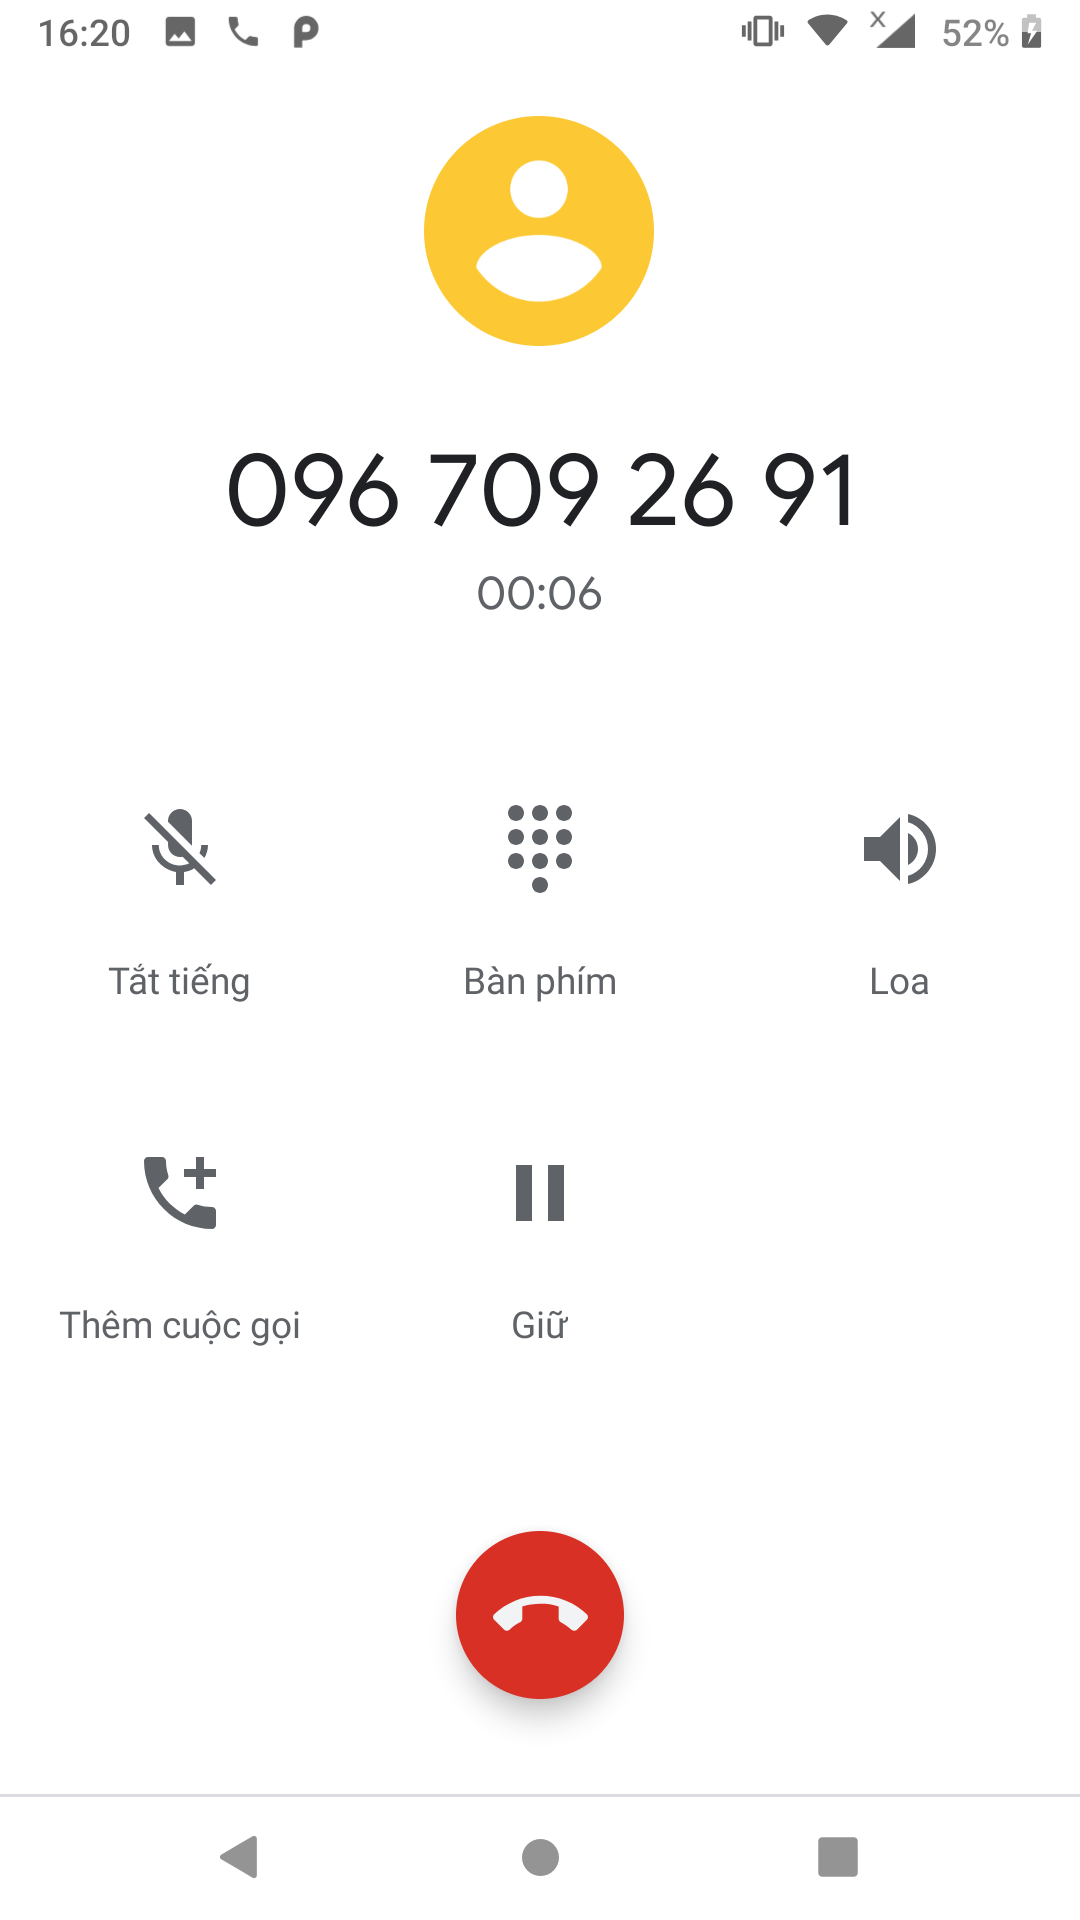 16:20 52%
096 709 26 91
00:06
Tắt tiếng Bàn phím Loa
Thêm cuộc gọi Giữ